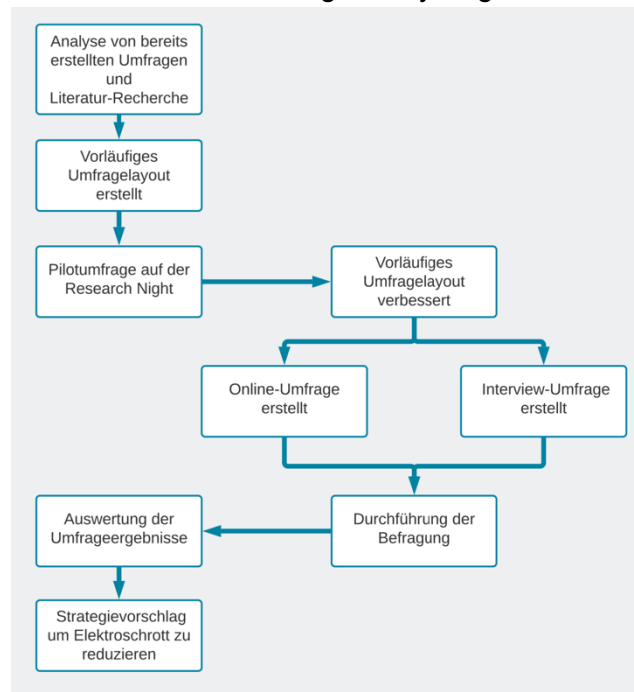 Analyse von bereits
erstellten Umfragen
und
Literatur-Recherche
Vorläufiges
Umfragelayout
erstellt
Pilotumfrage auf der
Research Night
Vorläufiges
Umfragelayout
verbessert
Online-Umfrage
erstellt
Interview-Umfrage
erstellt
Durchführung der
Befragung
Auswertung der
Umfrageergebnisse
Strategievorschlag
um Elektroschrott zu
reduzieren